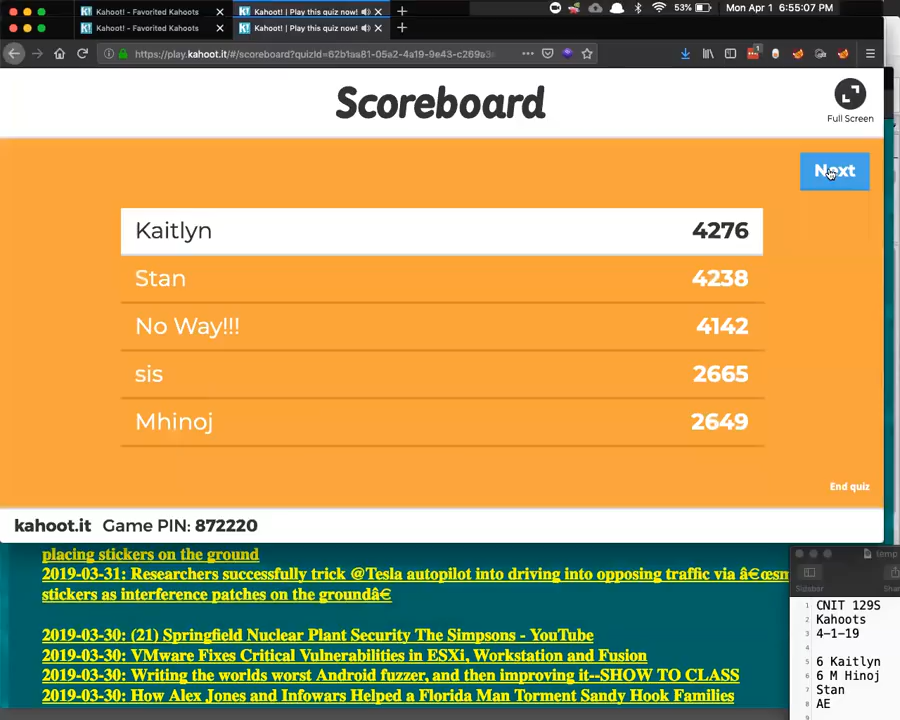 53% Mon Apr 1 6:55:07 PM
Kahoot! - Favorited Kahoots
Kahoot! | Play this quiz now!
Kahoot! - Favorited Kahoots
Kahoot! | Play this quiz now!
https://play.kahoot.it/#/scoreboard?quizId=62b1aa81-05a2-4a19-9e43-c269a3
Scoreboard
Full Screen
Next
Kaitlyn 4276
Stan 4238
No Way!!! 4142
sis 2665
Mhinoj 2649
End quiz
kahoot.it Game PIN: 872220
placing stickers on the ground
2019-03-31: Researchers successfully trick @Tesla autopilot into driving into opposing traffic via â€œsm
stickers as interference patches on the groundâ€
2019-03-30: (21) Springfield Nuclear Plant Security The Simpsons - YouTube
2019-03-30: VMware Fixes Critical Vulnerabilities in ESXi, Workstation and Fusion
2019-03-30: Writing the worlds worst Android fuzzer, and then improving it--SHOW TO CLASS
2019-03-30: How Alex Jones and Infowars Helped a Florida Man Torment Sandy Hook Families
temp
Sidebar Shar
1 CNIT 129S
2 Kahoots
3 4-1-19
4
5 6 Kaitlyn
6 6 M Hinoj
7 Stan
8 AE
9